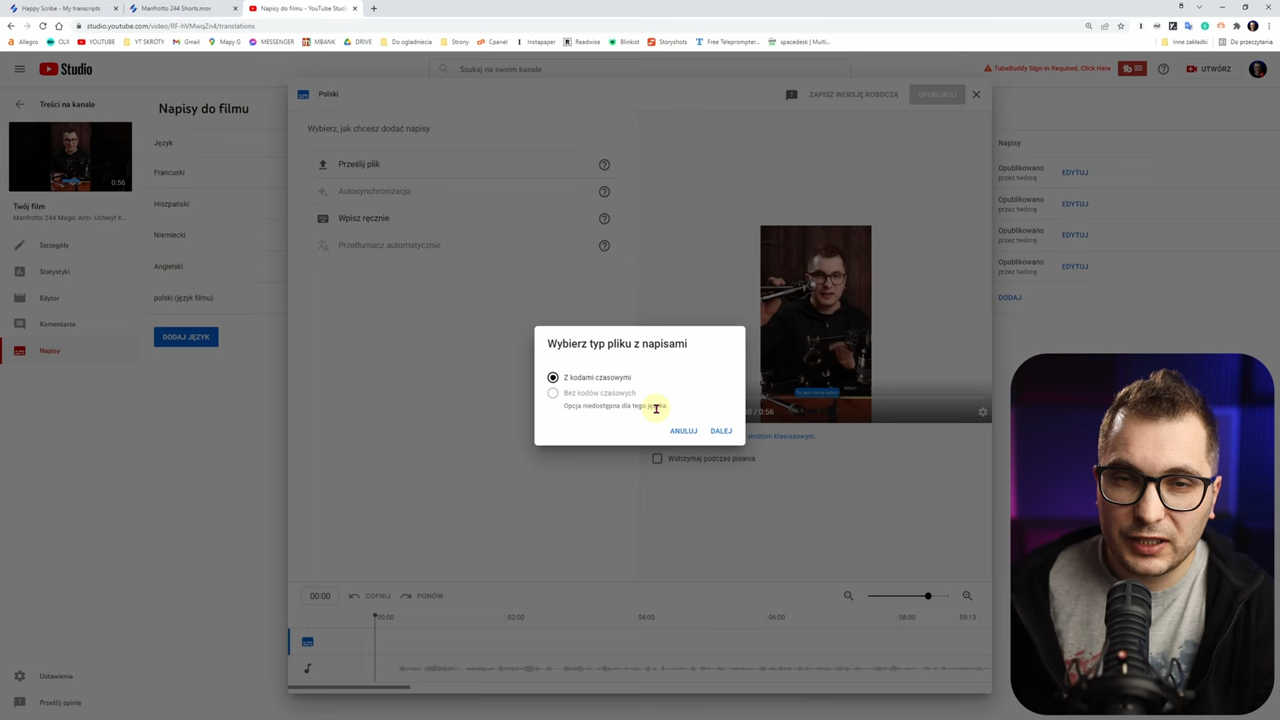 Happy Scribe - My transcripts
Manfrotto 244 Shorts.mov
Napisy do filmu - YouTube Studi
studio.youtube.com/video/RF-hVMwqZn4/translations
Allegro
OLX
YOUTUBE
YT SKRÓTY
Gmail
Mapy G
MESSENGER
MBANK
DRIVE
Do oglądniecia
Strony
Cpanel
Instapaper
Readwise
Blinkist
Storyshots
Free Teleprompter...
spacedesk | Multi...
Inne zakładki
Do przeczytania
Studio
Szukaj na swoim kanale
TubeBuddy Sign-In Required, Click Here
tb
UTWÓRZ
Treści na kanale
0:56
Twój film
Manfrotto 244 Magic Arm- Uchwyt K...
Szczegóły
Statystyki
Edytor
Komentarze
Napisy
Ustawienia
Prześlij opinię
Napisy do filmu
Język
Francuski
Hiszpański
Niemiecki
Angielski
polski (język filmu)
DODAJ JĘZYK
Polski
ZAPISZ WERSJĘ ROBOCZĄ
OPUBLIKUJ
Wybierz, jak chcesz dodać napisy
Prześlij plik
Autosynchronizacja
Wpisz ręcznie
Przetłumacz automatycznie
Wybierz typ pliku z napisami
Z kodami czasowymi
Bez kodów czasowych
Opcja niedostępna dla tego języka
ANULUJ
DALEJ
/ 0:56
skrótom klawiszowym.
Wstrzymaj podczas pisania
Napisy
Opublikowano
przez twórcę
EDYTUJ
Opublikowano
przez twórcę
EDYTUJ
Opublikowano
przez twórcę
EDYTUJ
Opublikowano
przez twórcę
EDYTUJ
DODAJ
00:00
COFNIJ
PONÓW
00:00
02:00
04:00
06:00
08:00
09:13